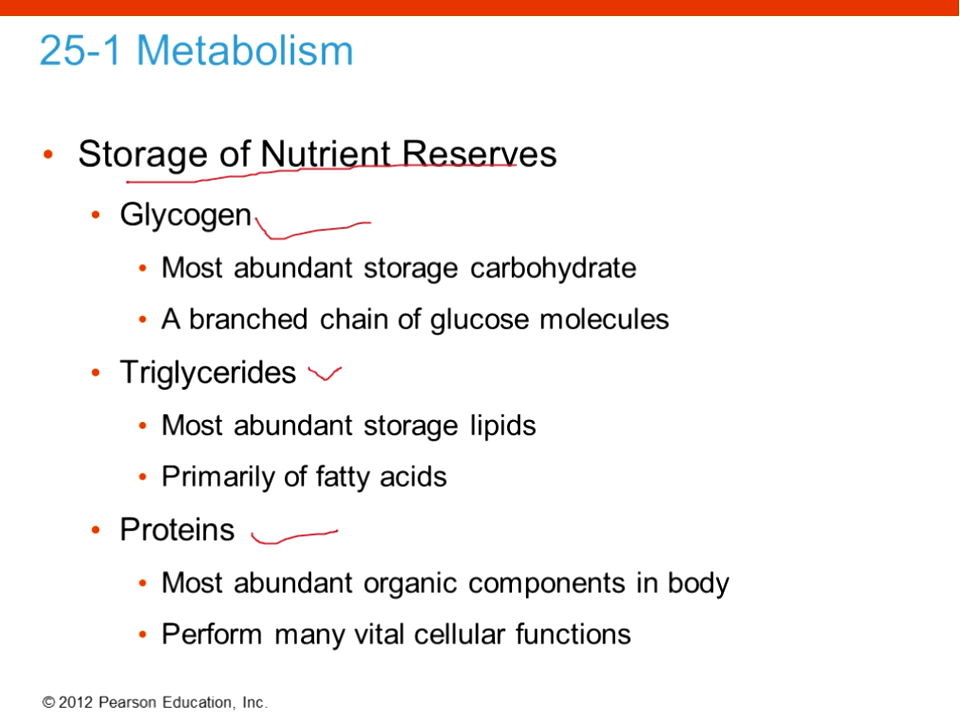 25-1 Metabolism
• Storage of Nutrient Reserves
• Glycogen
• Most abundant storage carbohydrate
• A branched chain of glucose molecules
• Triglycerides
• Most abundant storage lipids
• Primarily of fatty acids
• Proteins
• Most abundant organic components in body
• Perform many vital cellular functions
© 2012 Pearson Education, Inc.